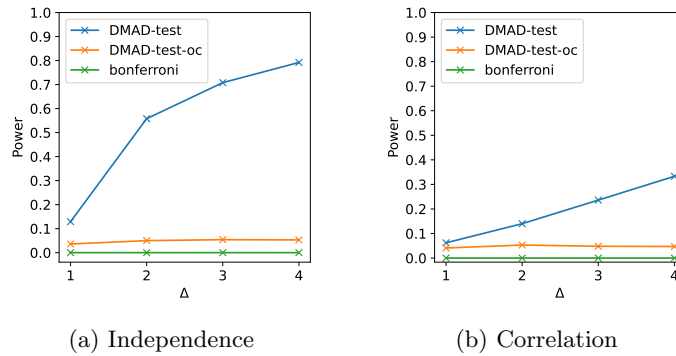 1.0
0.9
0.8
0.7
0.6
0.5
0.4
0.3
0.2
0.1
0.0
Power
DMAD-test
DMAD-test-oc
bonferroni
1 2 3 4
Δ
(a) Independence
1.0
0.9
0.8
0.7
0.6
0.5
0.4
0.3
0.2
0.1
0.0
Power
DMAD-test
DMAD-test-oc
bonferroni
1 2 3 4
Δ
(b) Correlation